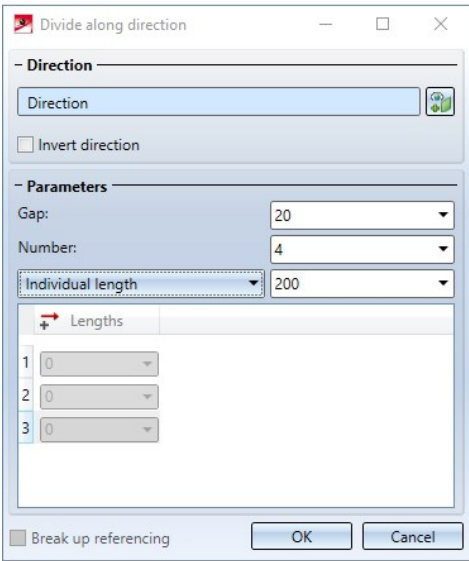 Divide along direction
Direction
Direction
Invert direction
Parameters
Gap: 20
Number: 4
Individual length 200
Lengths
1 0
2 0
3 0
Break up referencing OK Cancel